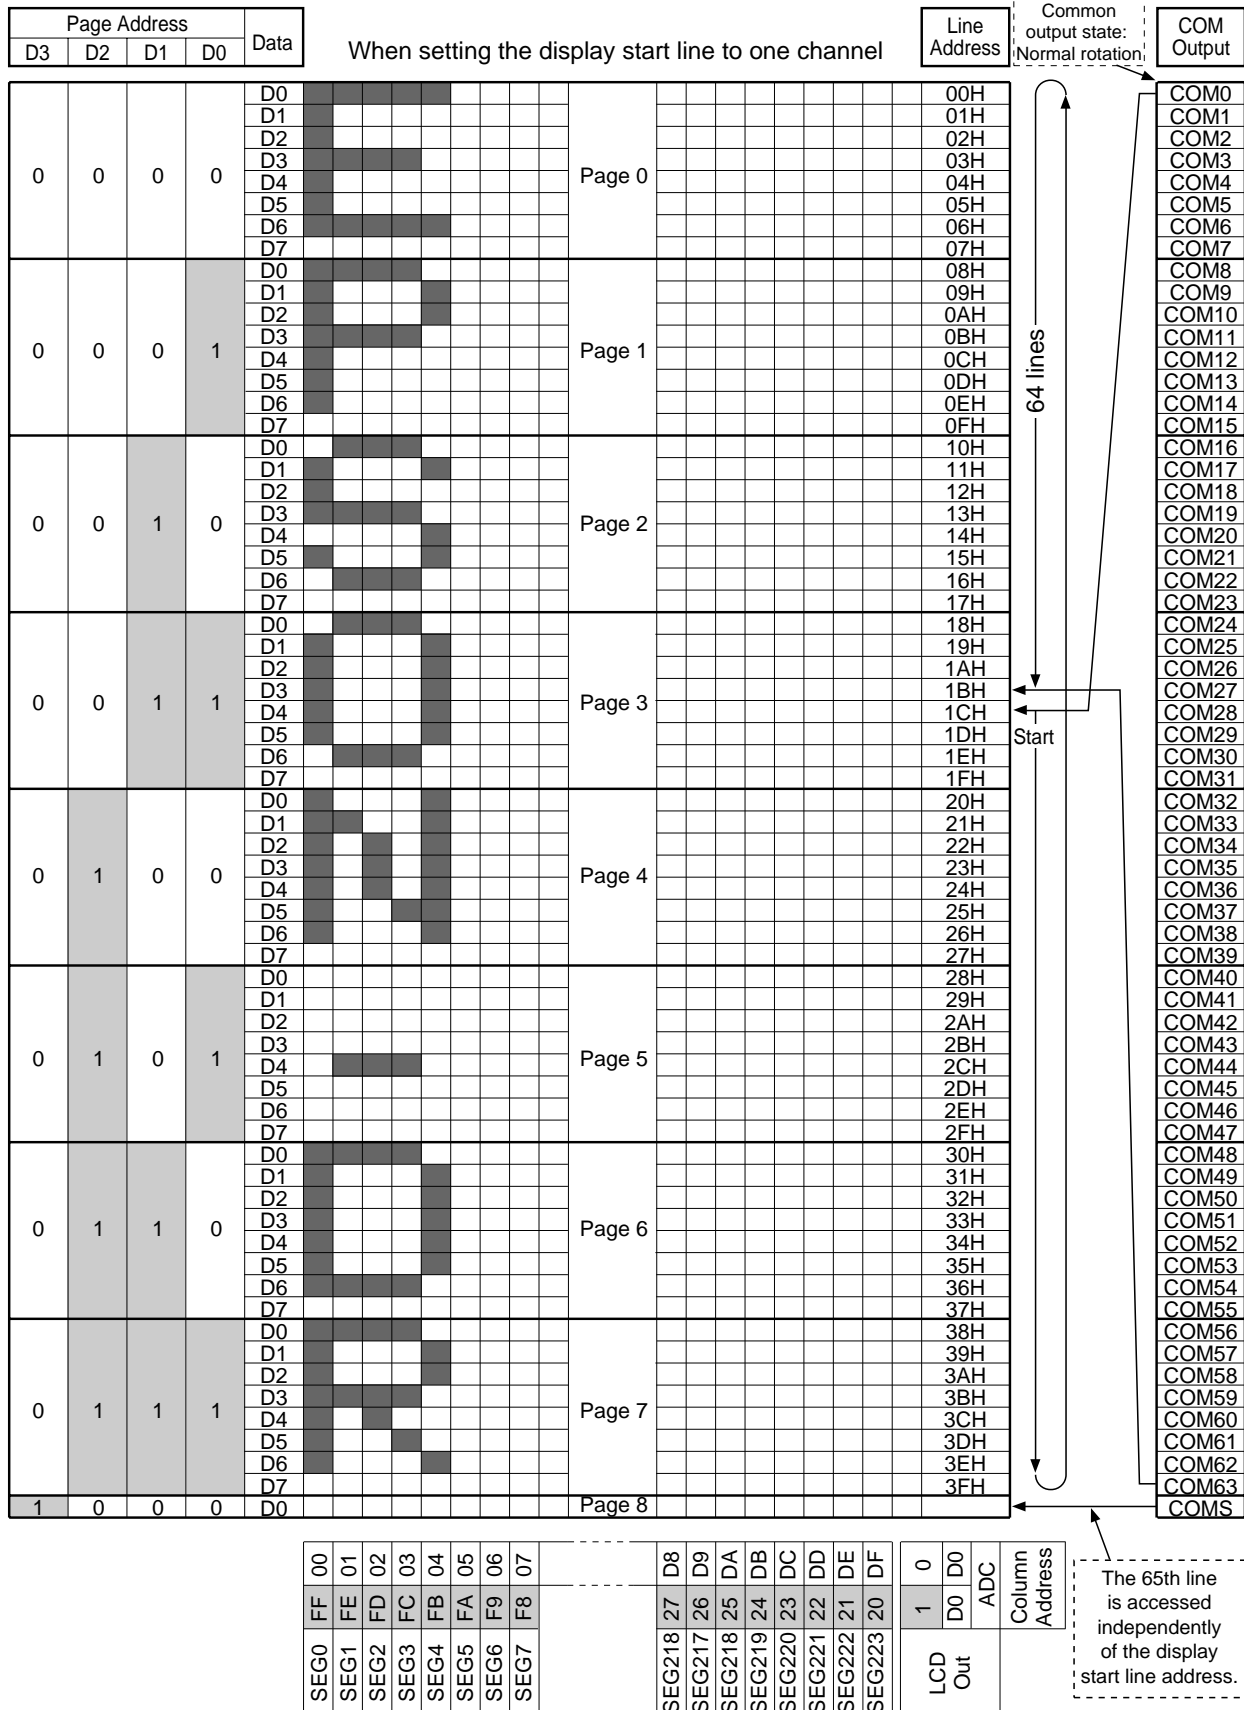 Page Address
D3 D2 D1 D0
Data
When setting the display start line to one channel
Line
Address
Common
output state:
Normal rotation
COM
Output
0 0 0 0 Page 0
D0 00H COM0
D1 01H COM1
D2 02H COM2
D3 03H COM3
D4 04H COM4
D5 05H COM5
D6 06H COM6
D7 07H COM7
0 0 0 1 Page 1
D0 08H COM8
D1 09H COM9
D2 0AH COM10
D3 0BH COM11
D4 0CH COM12
D5 0DH COM13
D6 0EH COM14
D7 0FH COM15
64 lines
0 0 1 0 Page 2
D0 10H COM16
D1 11H COM17
D2 12H COM18
D3 13H COM19
D4 14H COM20
D5 15H COM21
D6 16H COM22
D7 17H COM23
0 0 1 1 Page 3
D0 18H COM24
D1 19H COM25
D2 1AH COM26
D3 1BH COM27
D4 1CH COM28
D5 1DH COM29
D6 1EH COM30
D7 1FH COM31
Start
0 1 0 0 Page 4
D0 20H COM32
D1 21H COM33
D2 22H COM34
D3 23H COM35
D4 24H COM36
D5 25H COM37
D6 26H COM38
D7 27H COM39
0 1 0 1 Page 5
D0 28H COM40
D1 29H COM41
D2 2AH COM42
D3 2BH COM43
D4 2CH COM44
D5 2DH COM45
D6 2EH COM46
D7 2FH COM47
0 1 1 0 Page 6
D0 30H COM48
D1 31H COM49
D2 32H COM50
D3 33H COM51
D4 34H COM52
D5 35H COM53
D6 36H COM54
D7 37H COM55
0 1 1 1 Page 7
D0 38H COM56
D1 39H COM57
D2 3AH COM58
D3 3BH COM59
D4 3CH COM60
D5 3DH COM61
D6 3EH COM62
D7 3FH COM63
1 0 0 0 D0 Page 8 COMS
00 01 02 03 04 05 06 07 D8 D9 DA DB DC DD DE DF 0 D0
FF FE FD FC FB FA F9 F8 27 26 25 24 23 22 21 20 1 D0
ADC
Column
Address
SEG0 SEG1 SEG2 SEG3 SEG4 SEG5 SEG6 SEG7 SEG218 SEG217 SEG218 SEG219 SEG220 SEG221 SEG222 SEG223
LCD
Out
The 65th line
is accessed
independently
of the display
start line address.